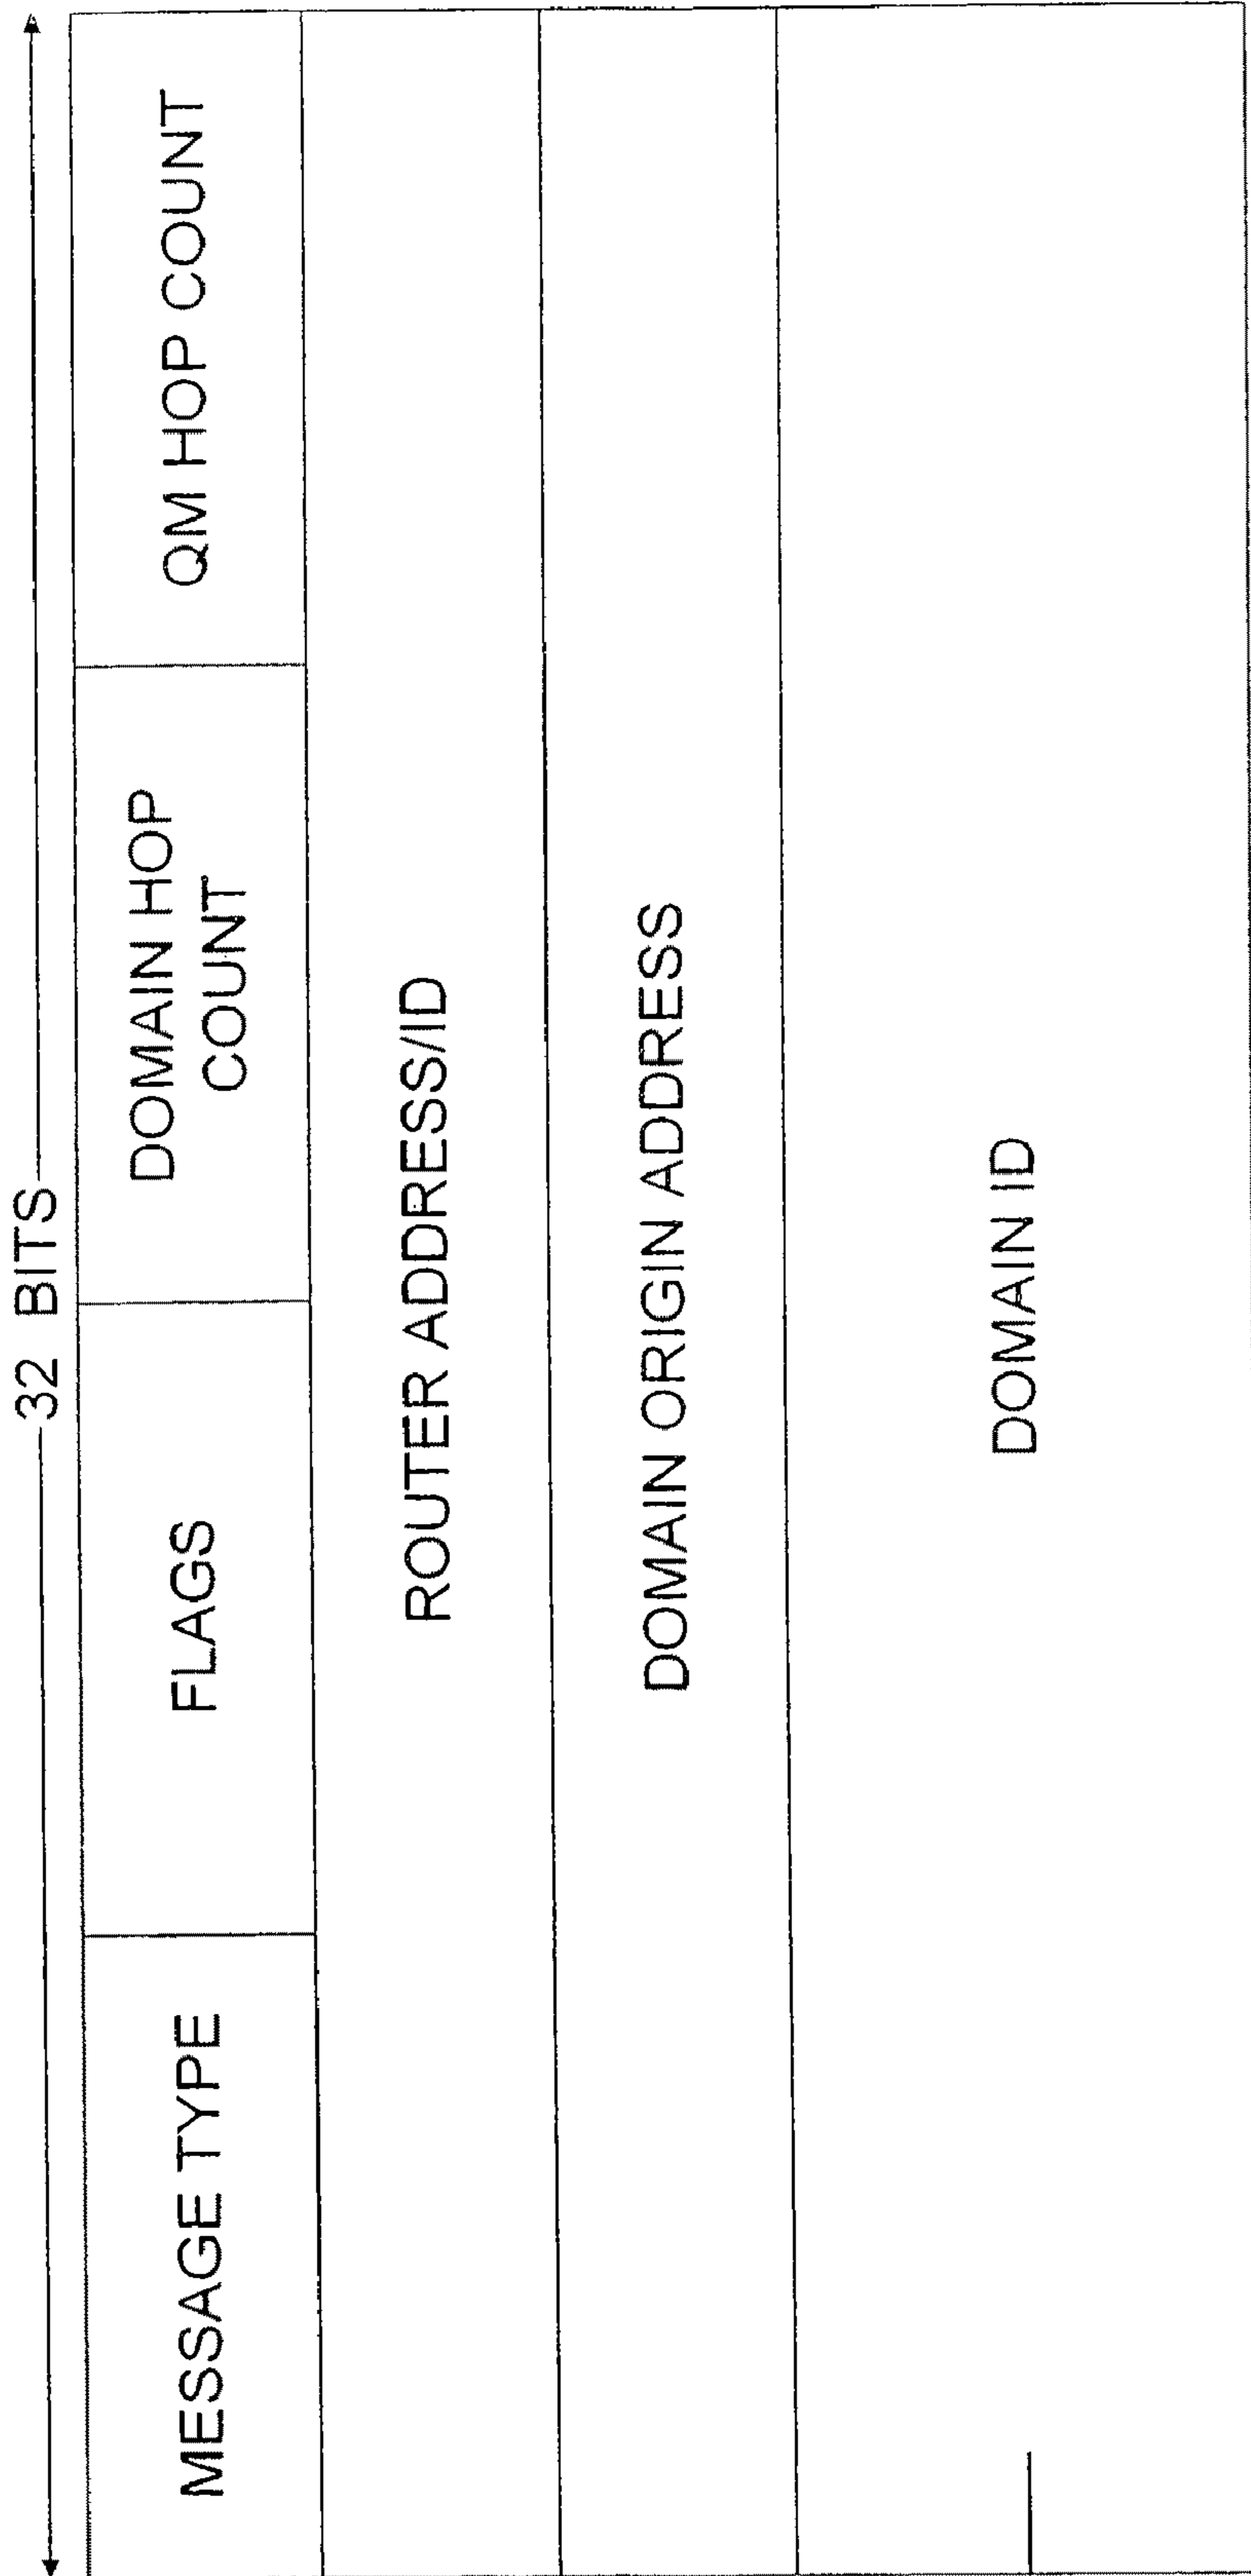 32 BITS
MESSAGE TYPE
FLAGS
DOMAIN HOP
COUNT
QM HOP COUNT
ROUTER ADDRESS/ID
DOMAIN ORIGIN ADDRESS
DOMAIN ID